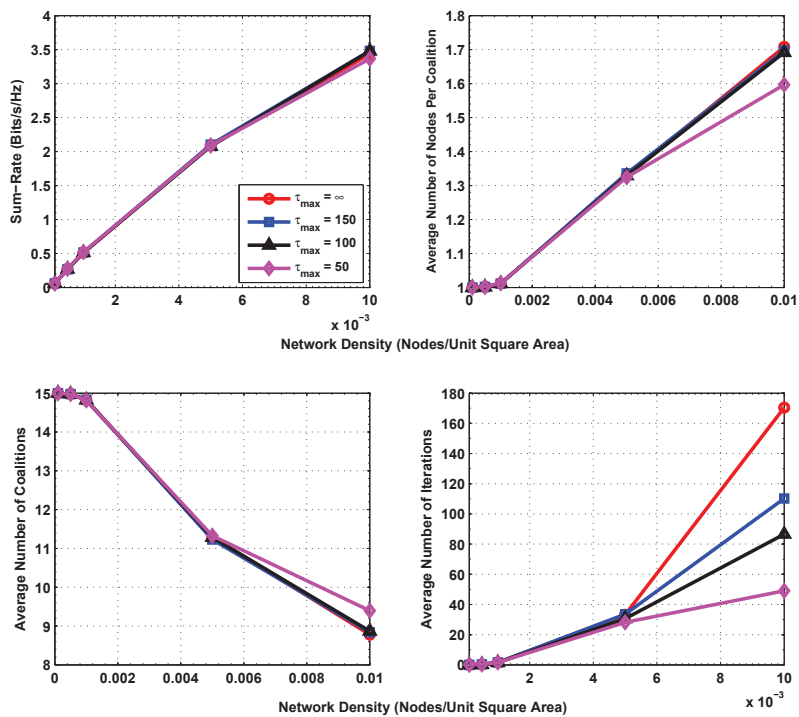 4
3.5
3
2.5
2
1.5
1
0.5
0
Sum−Rate (Bits/s/Hz)
τmax = ∞
τmax = 150
τmax = 100
τmax = 50
2 4 6 8 10
x 10⁻³
1.8
1.7
1.6
1.5
1.4
1.3
1.2
1.1
1
Average Number of Nodes Per Coalition
0 0.002 0.004 0.006 0.008 0.01
Network Density (Nodes/Unit Square Area)
15
14
13
12
11
10
9
8
Average Number of Coalitions
0 0.002 0.004 0.006 0.008 0.01
Network Density (Nodes/Unit Square Area)
180
160
140
120
100
80
60
40
20
0
Average Number of Iterations
2 4 6 8 10
x 10⁻³